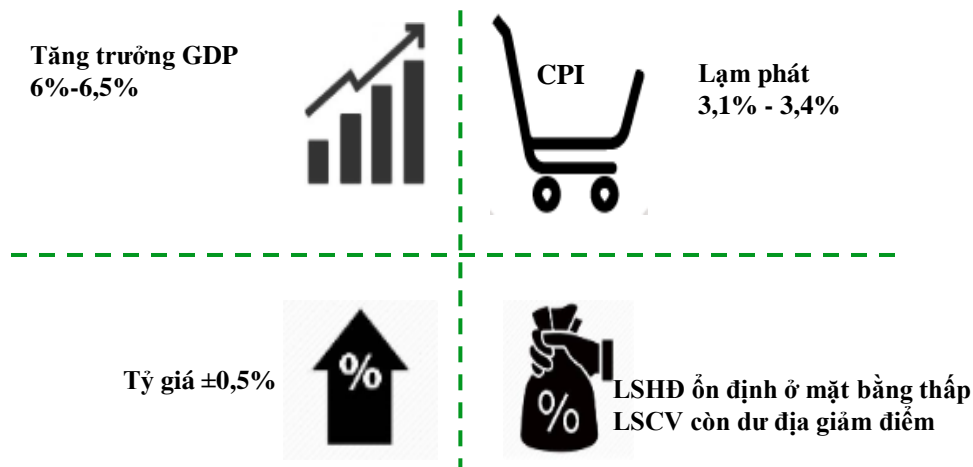 Tăng trưởng GDP
6%-6,5%
CPI
Lạm phát
3,1% - 3,4%
Tỷ giá ±0,5%
%
%
LSHĐ ổn định ở mặt bằng thấp
LSCV còn dư địa giảm điểm